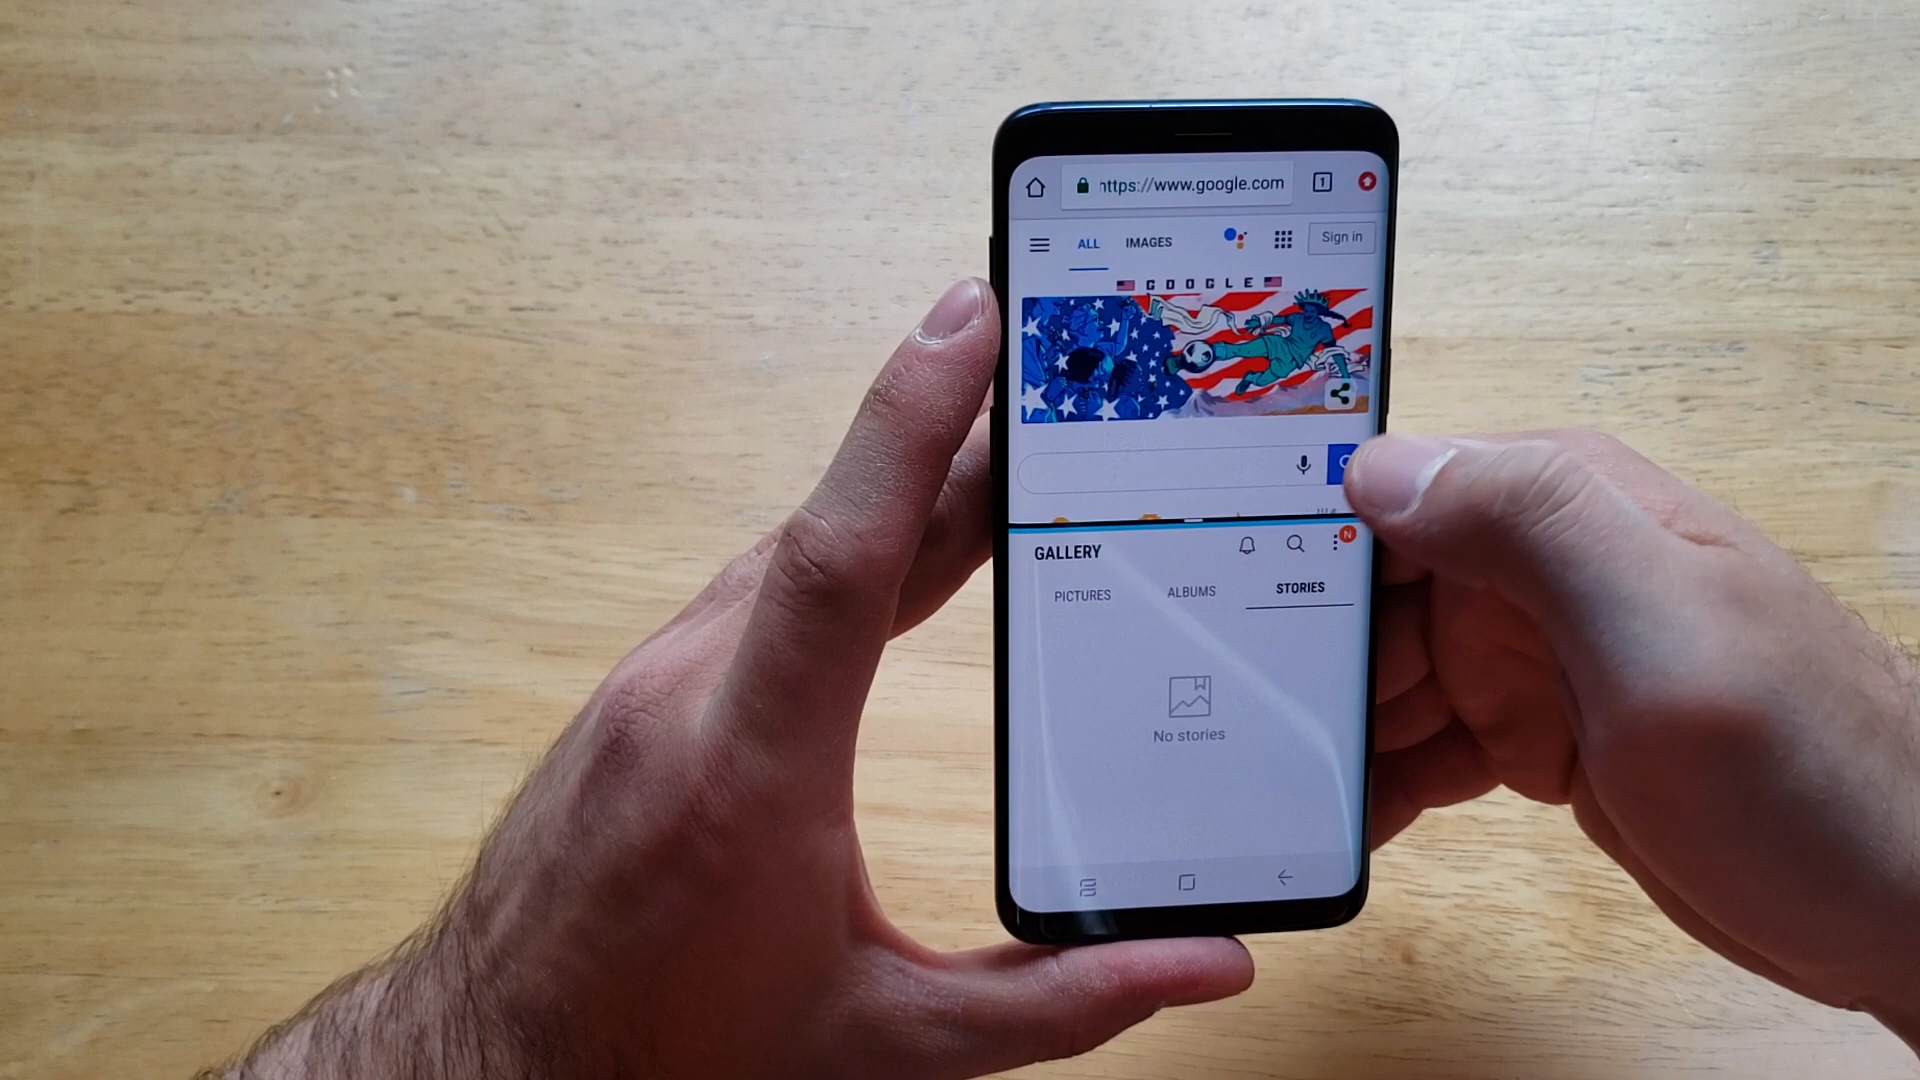 https://www.google.com 1
ALL IMAGES Sign in
GOOGLE
GALLERY N
PICTURES ALBUMS STORIES
No stories